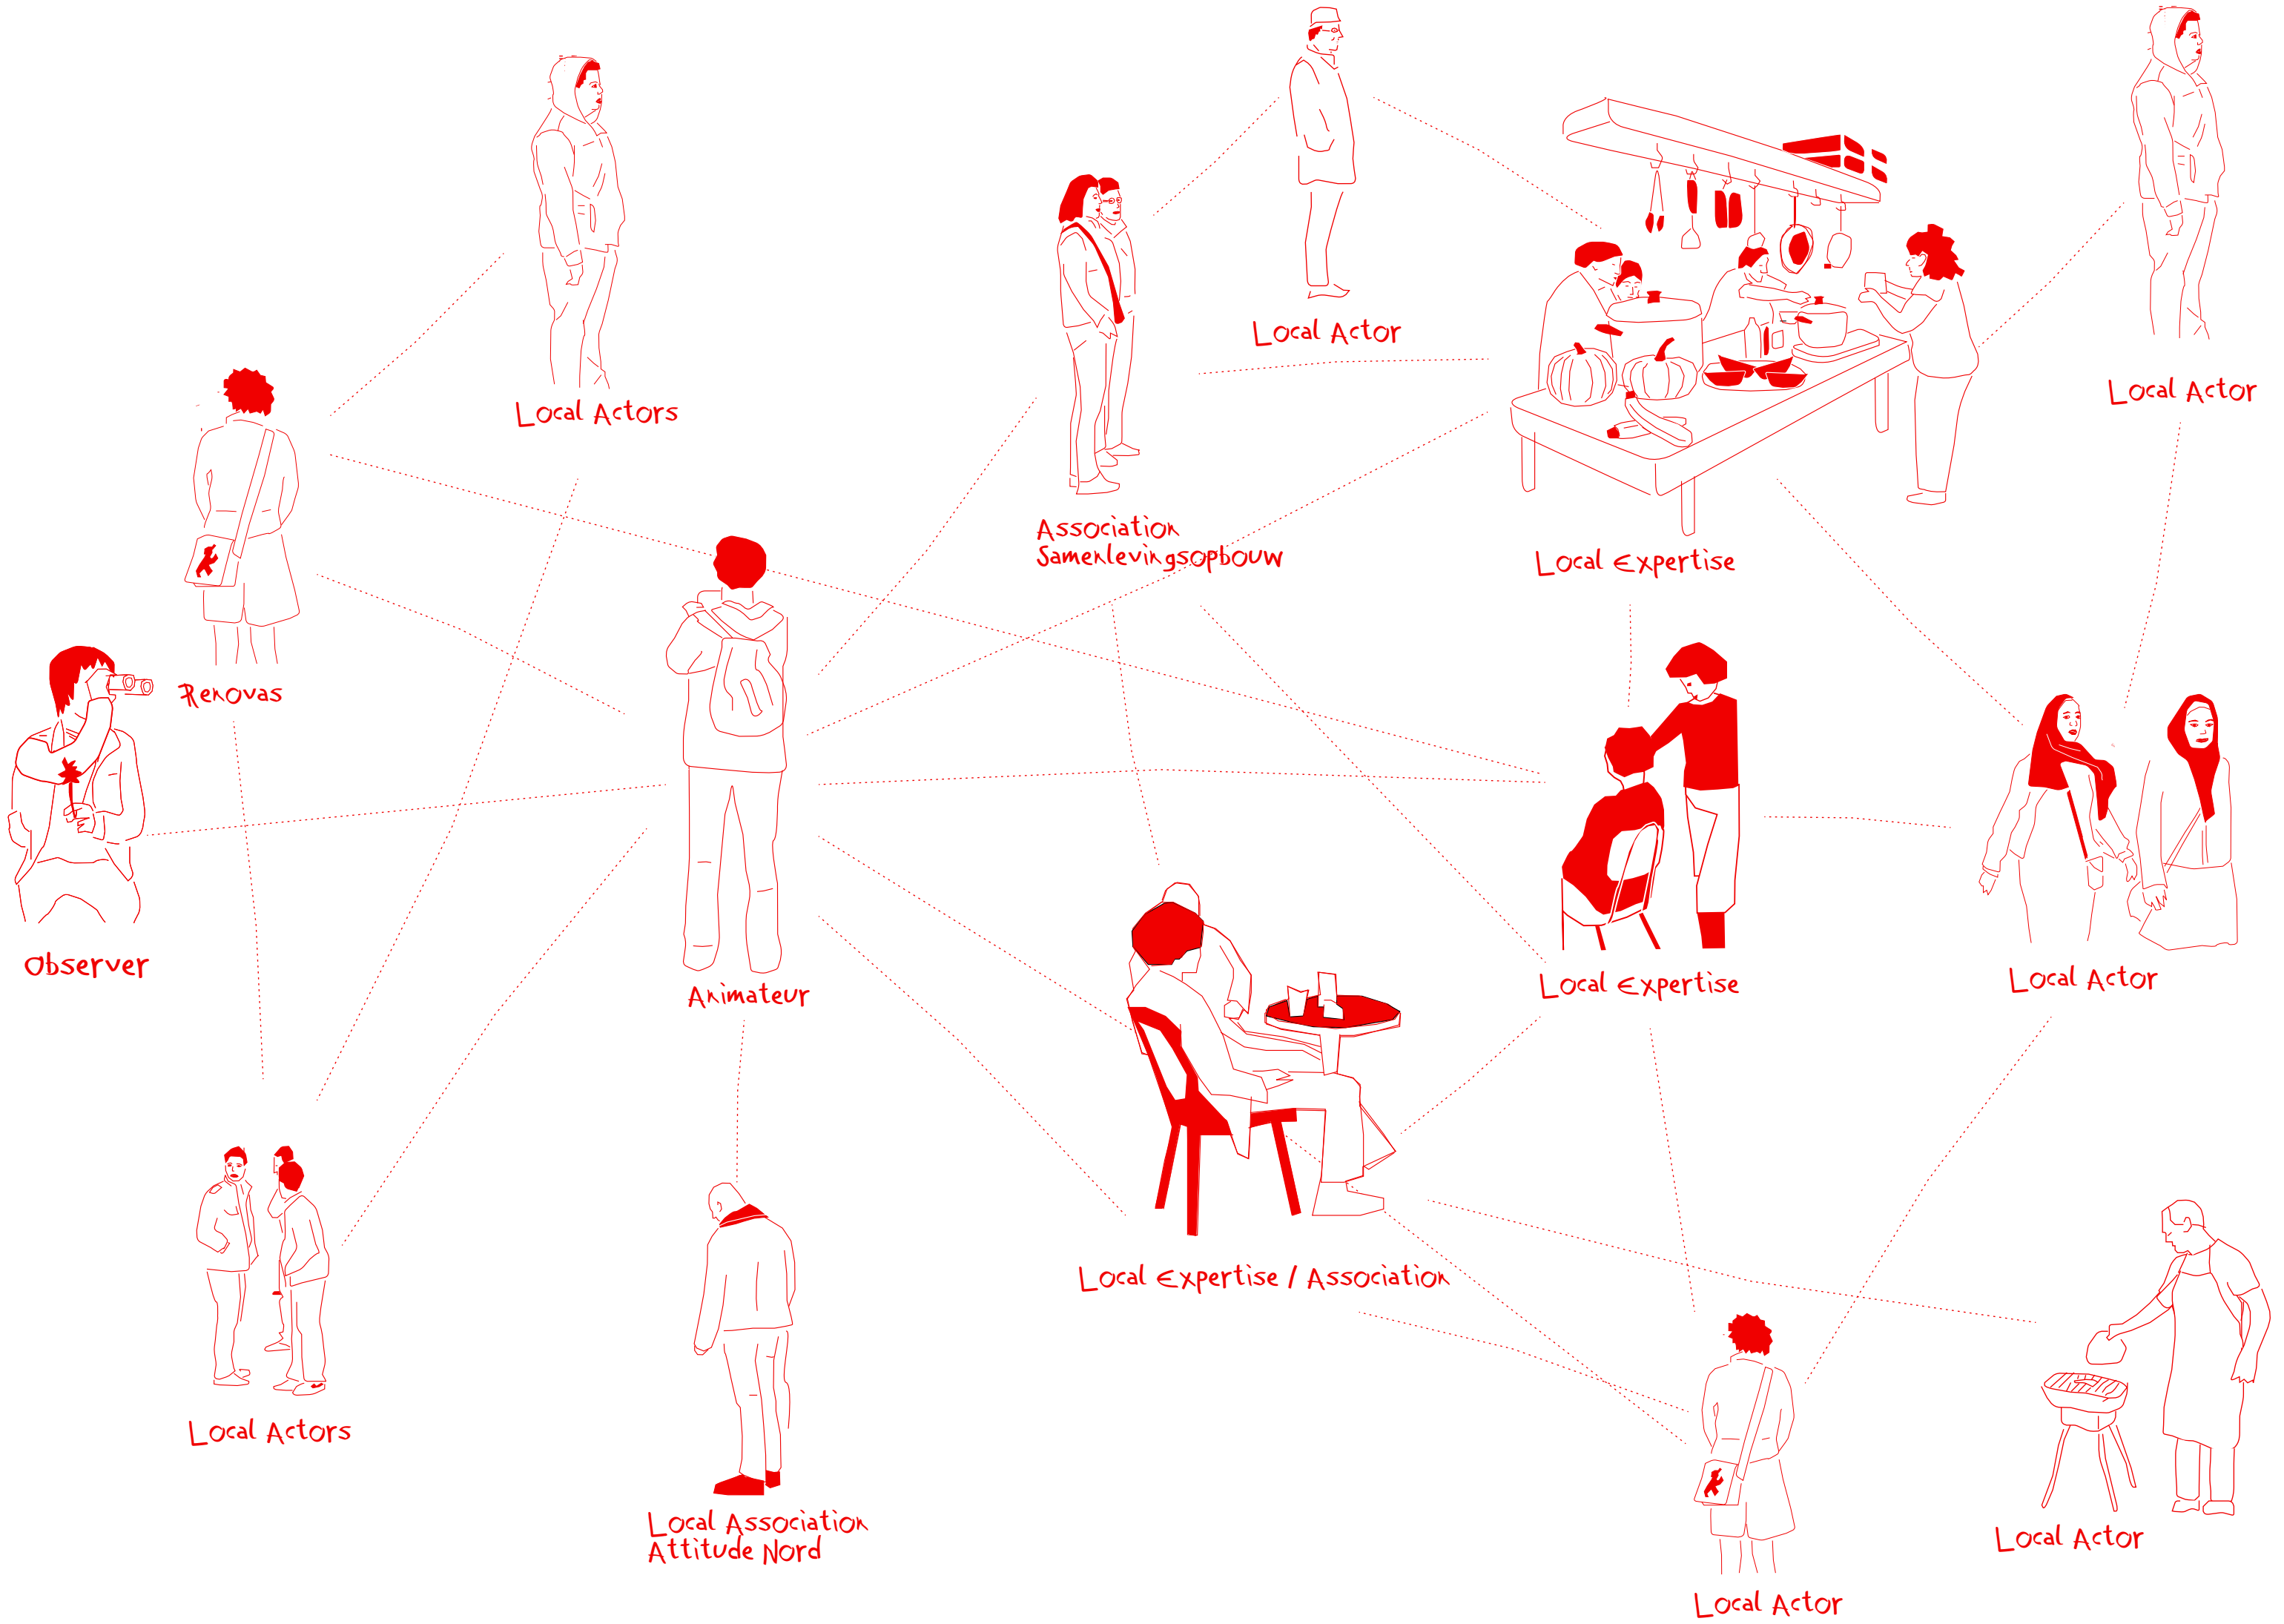 Local Actor
Local Actor
Local Actors
Association
Samenlevingsopbouw
Local Expertise
Renovas
Observer
Animateur
Local Expertise
Local Actor
Local Expertise / Association
Local Actors
Local Association
Attitude Nord
Local Actor
Local Actor